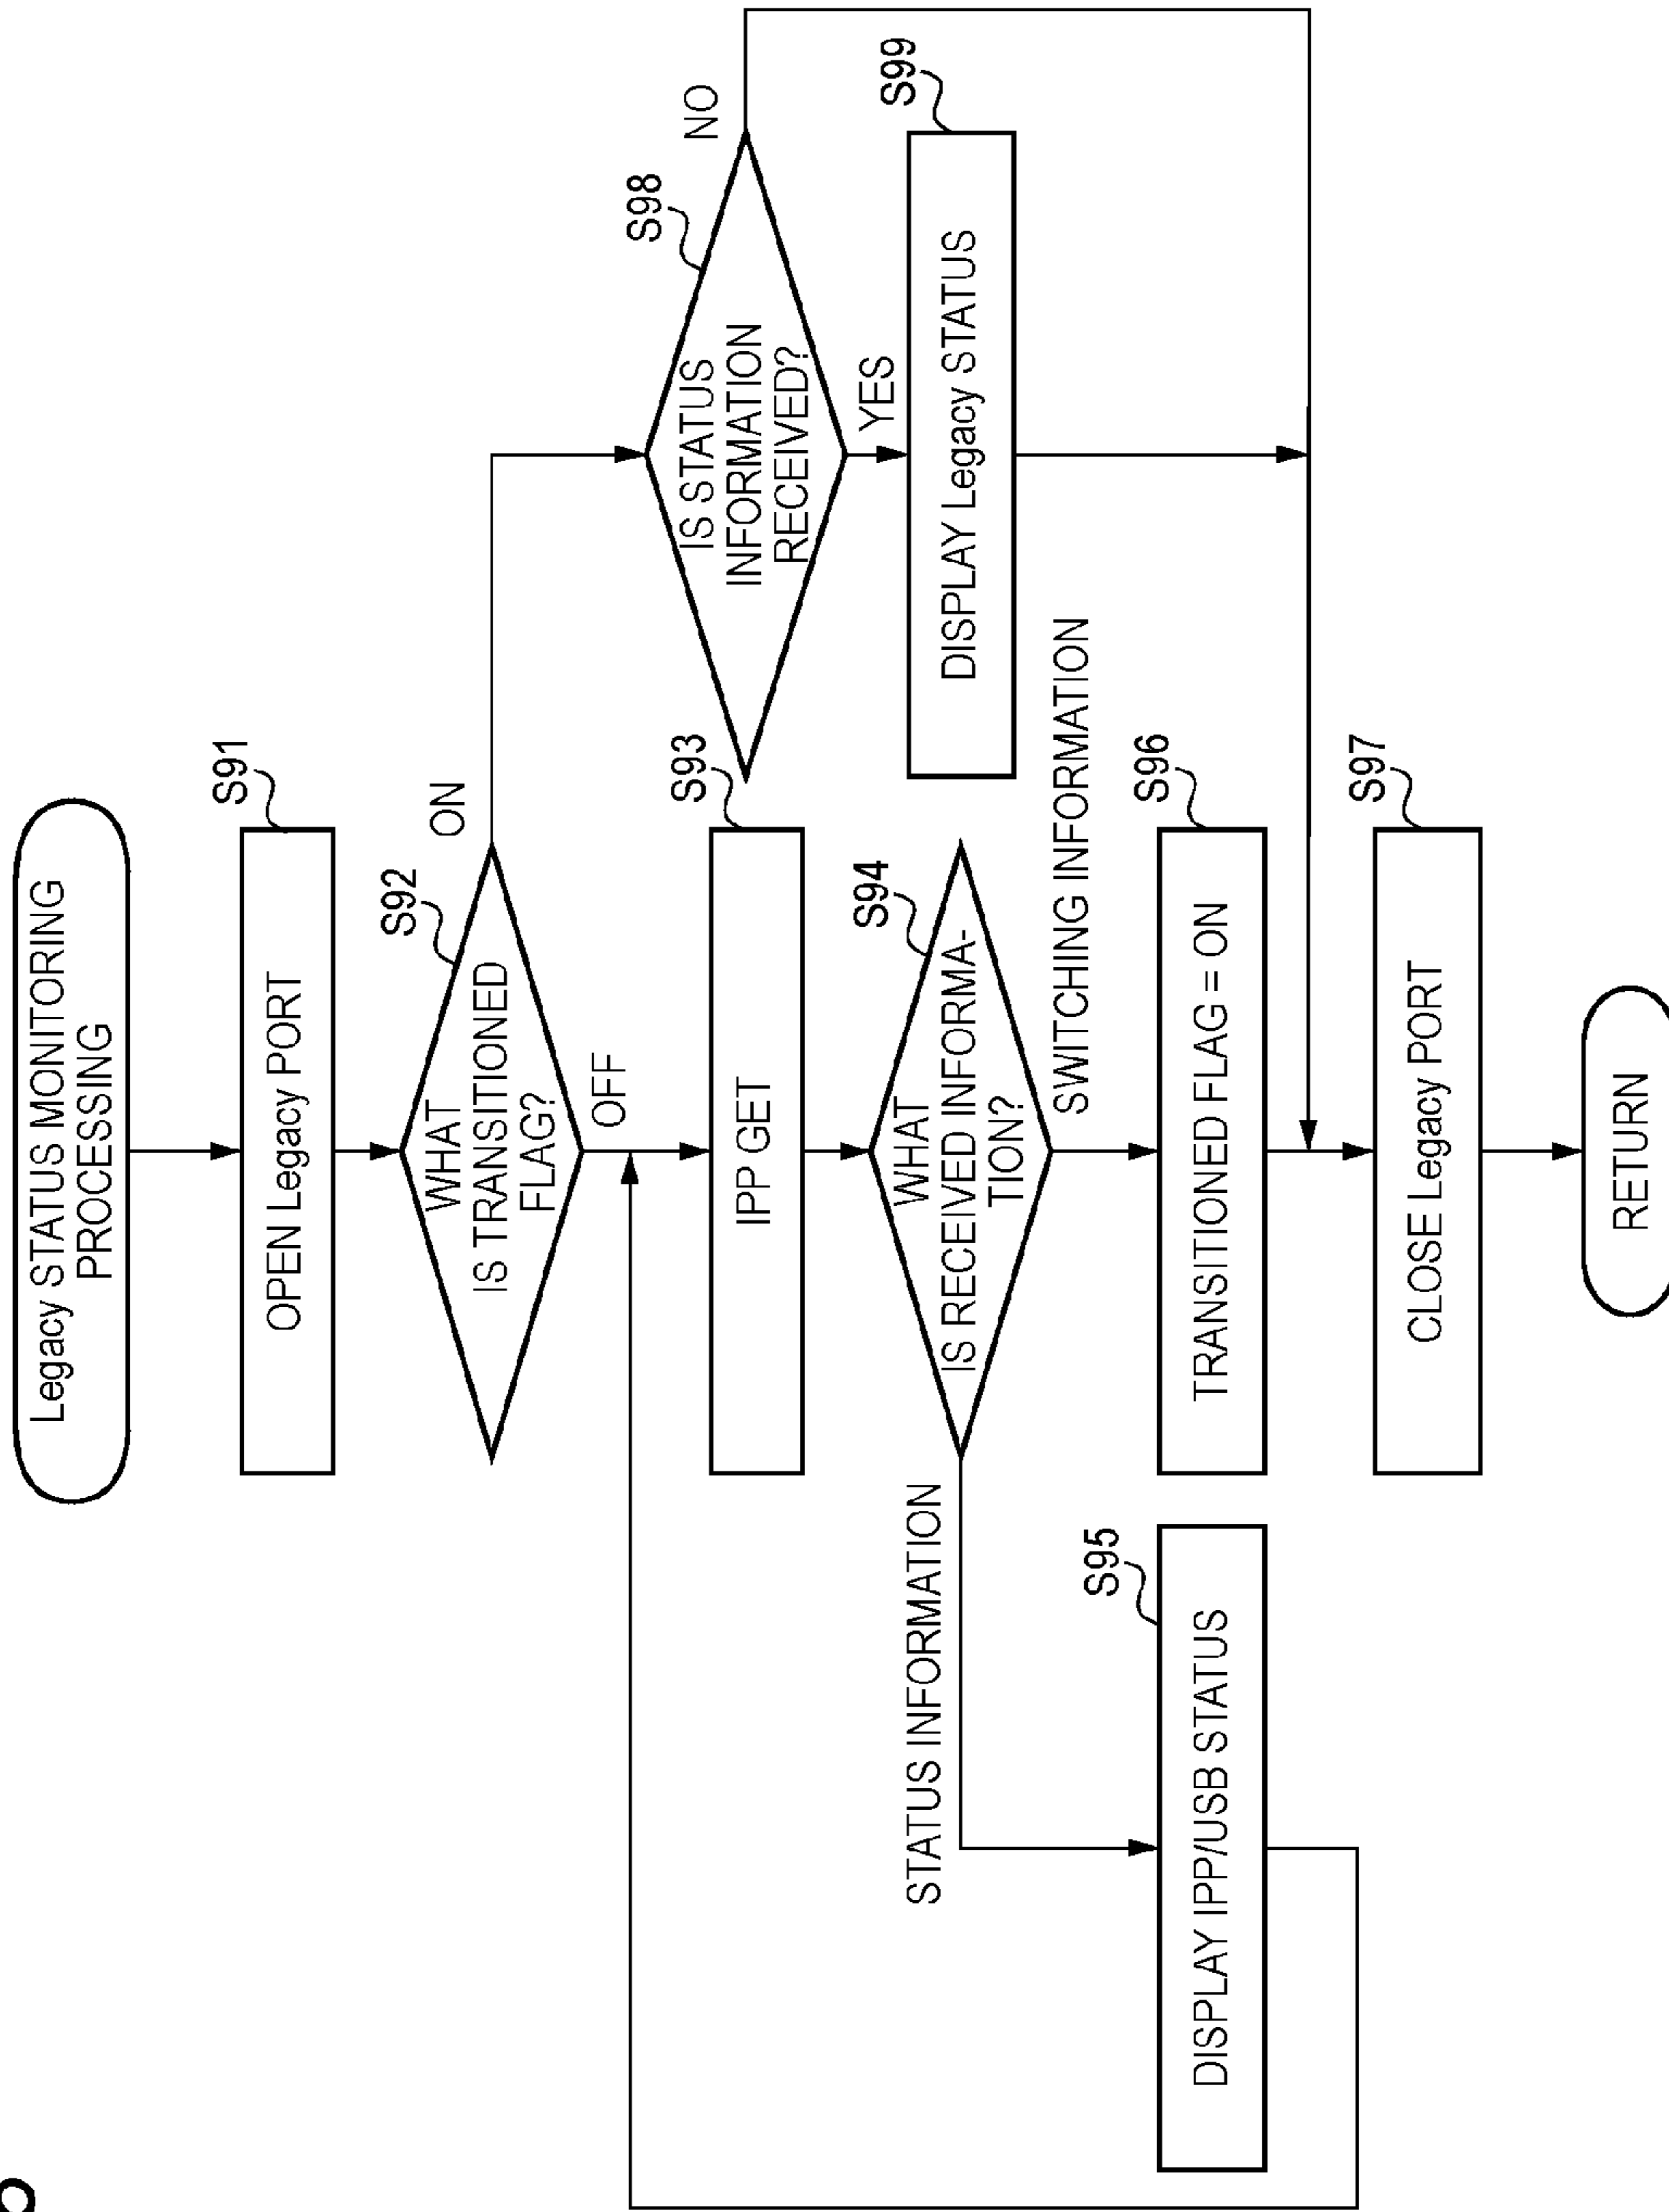 Legacy STATUS MONITORING
PROCESSING
S91
OPEN Legacy PORT
S92
WHAT
IS TRANSITIONED
FLAG?
ON
OFF
S93
IPP GET
S94
WHAT
IS RECEIVED INFORMA-
TION?
STATUS INFORMATION
SWITCHING INFORMATION
S95
DISPLAY IPP/USB STATUS
S96
TRANSITIONED FLAG = ON
S97
CLOSE Legacy PORT
RETURN
S98
IS STATUS
INFORMATION
RECEIVED?
NO
YES
S99
DISPLAY Legacy STATUS